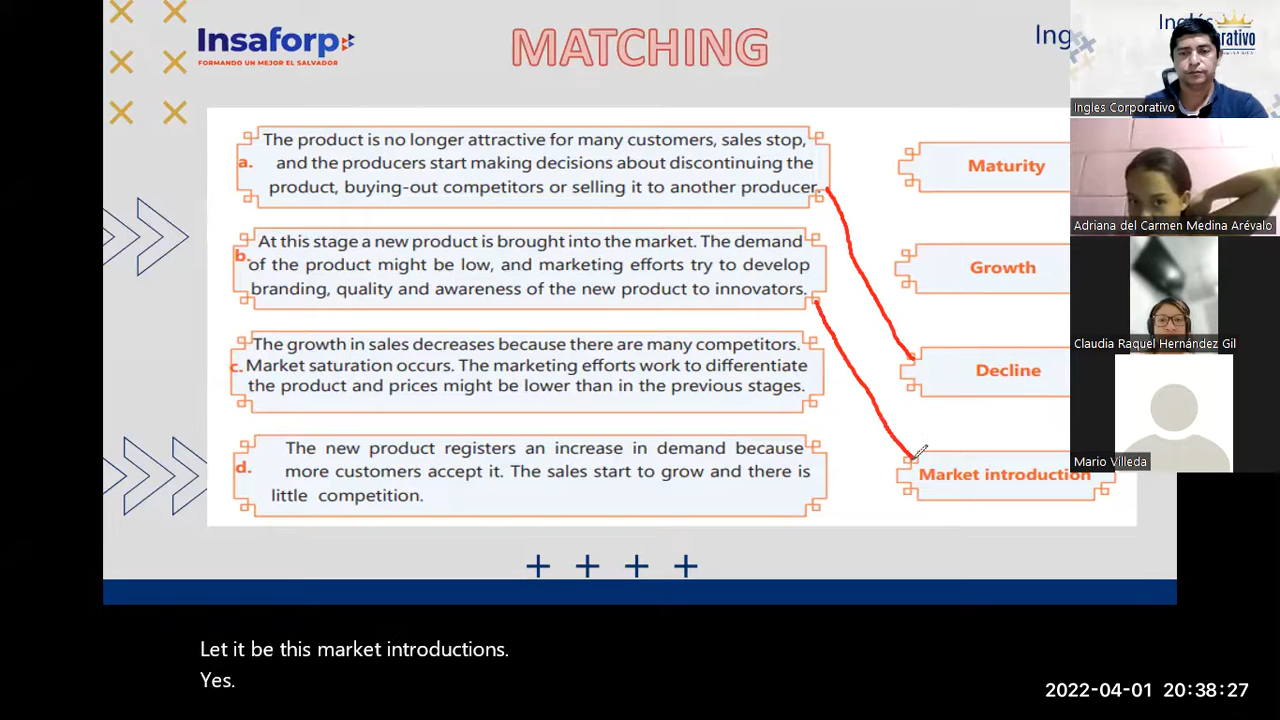 Insaforp
FORMANDO UN MEJOR EL SALVADOR
MATCHING
Inglés
orativo
Ingles Corporativo
a.
The product is no longer attractive for many customers, sales stop,
and the producers start making decisions about discontinuing the
product, buying-out competitors or selling it to another producer.
Maturity
Adriana del Carmen Medina Arévalo
b.
At this stage a new product is brought into the market. The demand
of the product might be low, and marketing efforts try to develop
branding, quality and awareness of the new product to innovators.
Growth
Claudia Raquel Hernández Gil
c.
The growth in sales decreases because there are many competitors.
Market saturation occurs. The marketing efforts work to differentiate
the product and prices might be lower than in the previous stages.
Decline
Mario Villeda
d.
The new product registers an increase in demand because
more customers accept it. The sales start to grow and there is
little competition.
Market introduction
Let it be this market introductions.
Yes.
2022-04-01 20:38:27